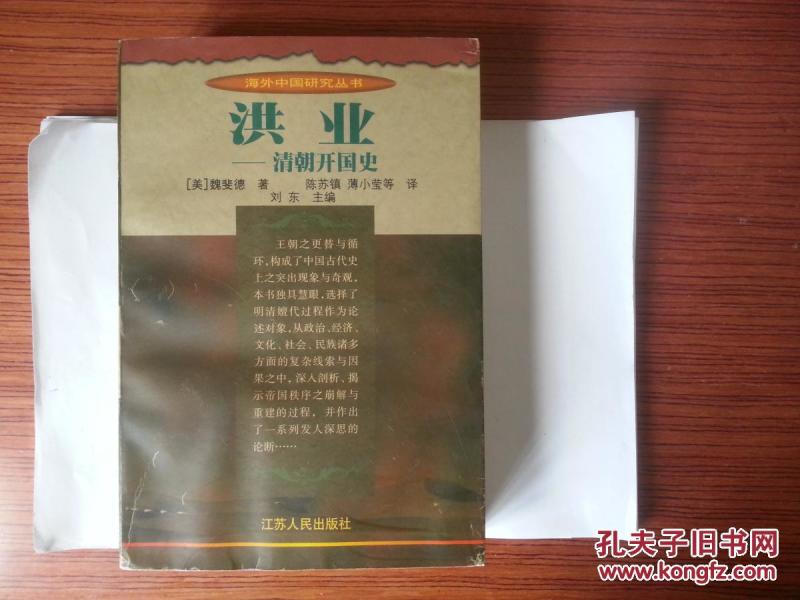 海外中国研究丛书
洪业
——清朝开国史
[美]魏斐德 著 陈苏镇 薄小莹等 译
刘东 主编
王朝之更替与循
环,构成了中国古代史
上之突出现象与奇观,
本书独具慧眼,选择了
明清嬗代过程作为论
述对象,从政治、经济、
文化、社会、民族诸多
方面的复杂线索与因
果之中,深入剖析、揭
示帝国秩序之崩解与
重建的过程,并作出
了一系列发人深思的
论断……
江苏人民出版社
孔夫子旧书网
www.kongfz.com